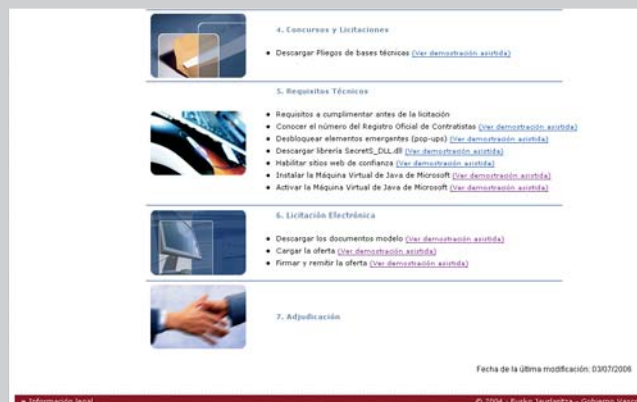 4. Concursos y Licitaciones
Descargar Pliegos de bases técnicas (Ver demostración asistida)
5. Requisitos Técnicos
Requisitos a cumplimentar antes de la licitación
Conocer el número del Registro Oficial de Contratistas (Ver demostración asistida)
Desbloquear elementos emergentes (pop-ups) (Ver demostración asistida)
Descargar librería SecretS_DLL.dll (Ver demostración asistida)
Habilitar sitios web de confianza (Ver demostración asistida)
Instalar la Máquina Virtual de Java de Microsoft (Ver demostración asistida)
Activar la Máquina Virtual de Java de Microsoft (Ver demostración asistida)
6. Licitación Electrónica
Descargar los documentos modelo (Ver demostración asistida)
Cargar la oferta (Ver demostración asistida)
Firmar y remitir la oferta (Ver demostración asistida)
7. Adjudicación
Fecha de la última modificación: 03/07/2006
Información legal
© 2004 - Eusko Jaurlaritza - Gobierno Vasco